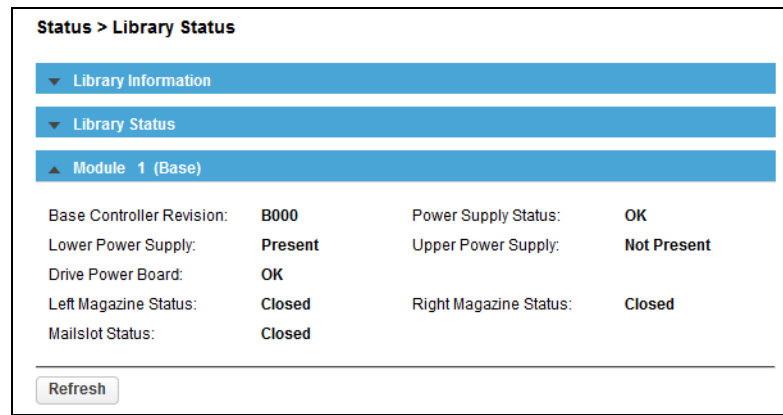 Status > Library Status
Library Information
Library Status
Module 1 (Base)
Base Controller Revision: B000 Power Supply Status: OK
Lower Power Supply: Present Upper Power Supply: Not Present
Drive Power Board: OK
Left Magazine Status: Closed Right Magazine Status: Closed
Mailslot Status: Closed
Refresh